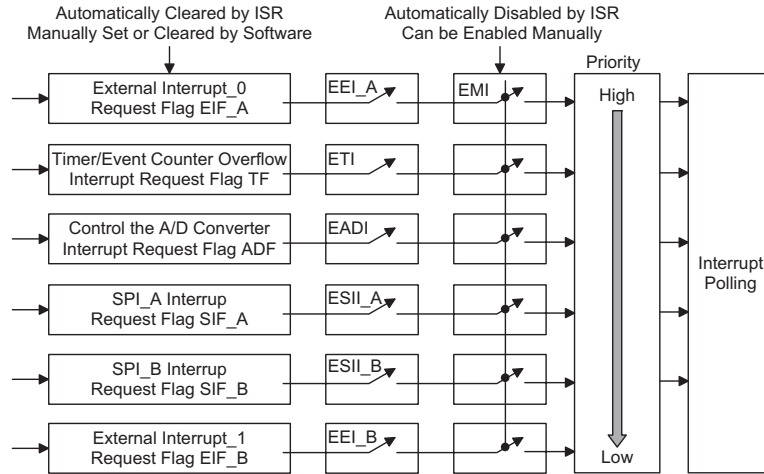 Automatically Cleared by ISR
Manually Set or Cleared by Software
Automatically Disabled by ISR
Can be Enabled Manually
Priority
External Interrupt_0
Request Flag EIF_A
EEI_A
EMI
High
Timer/Event Counter Overflow
Interrupt Request Flag TF
ETI
Control the A/D Converter
Interrupt Request Flag ADF
EADI
Interrupt
Polling
SPI_A Interrup
Request Flag SIF_A
ESII_A
SPI_B Interrup
Request Flag SIF_B
ESII_B
External Interrupt_1
Request Flag EIF_B
EEI_B
Low